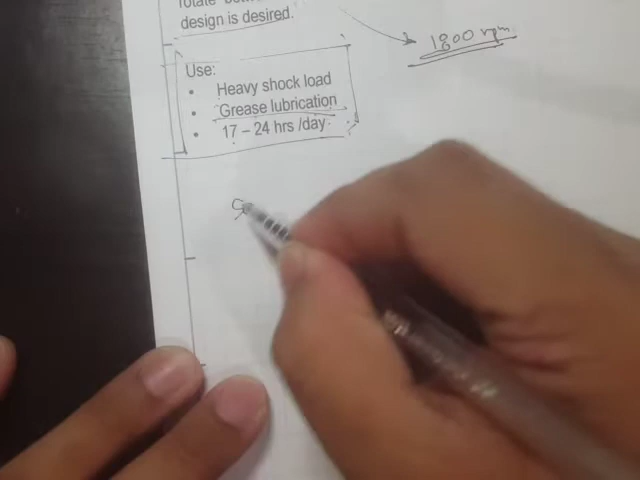 design is desired.
1800 rpm
Use:
• Heavy shock load
• Grease lubrication
• 17 – 24 hrs /day